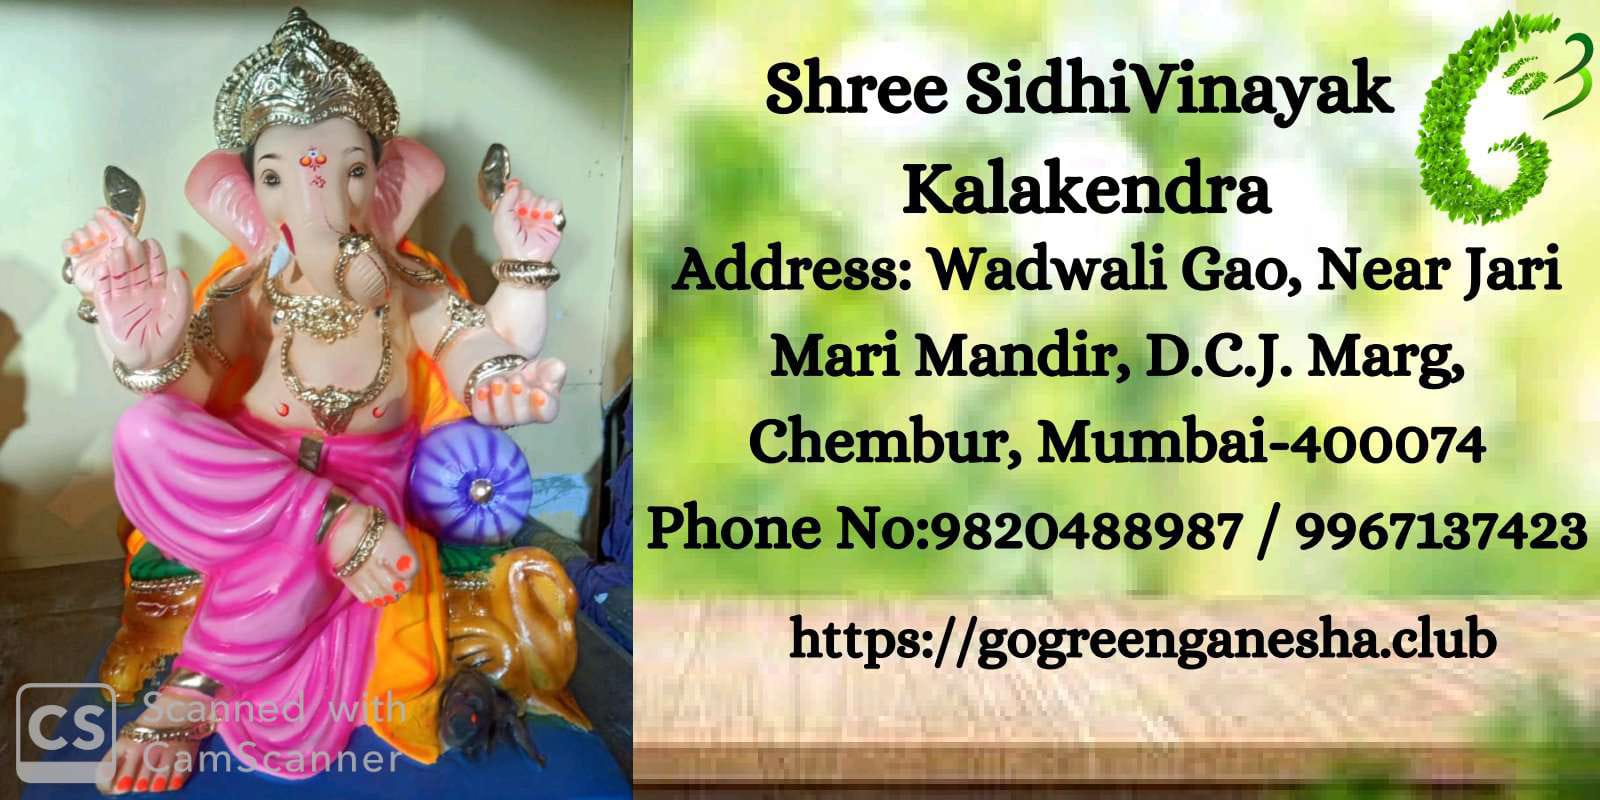 Shree SidhiVinayak
Kalakendra
Address: Wadwali Gao, Near Jari
Mari Mandir, D.C.J. Marg,
Chembur, Mumbai-400074
Phone No:9820488987 / 9967137423
https://gogreenganesha.club
CS Scanned with
CamScanner